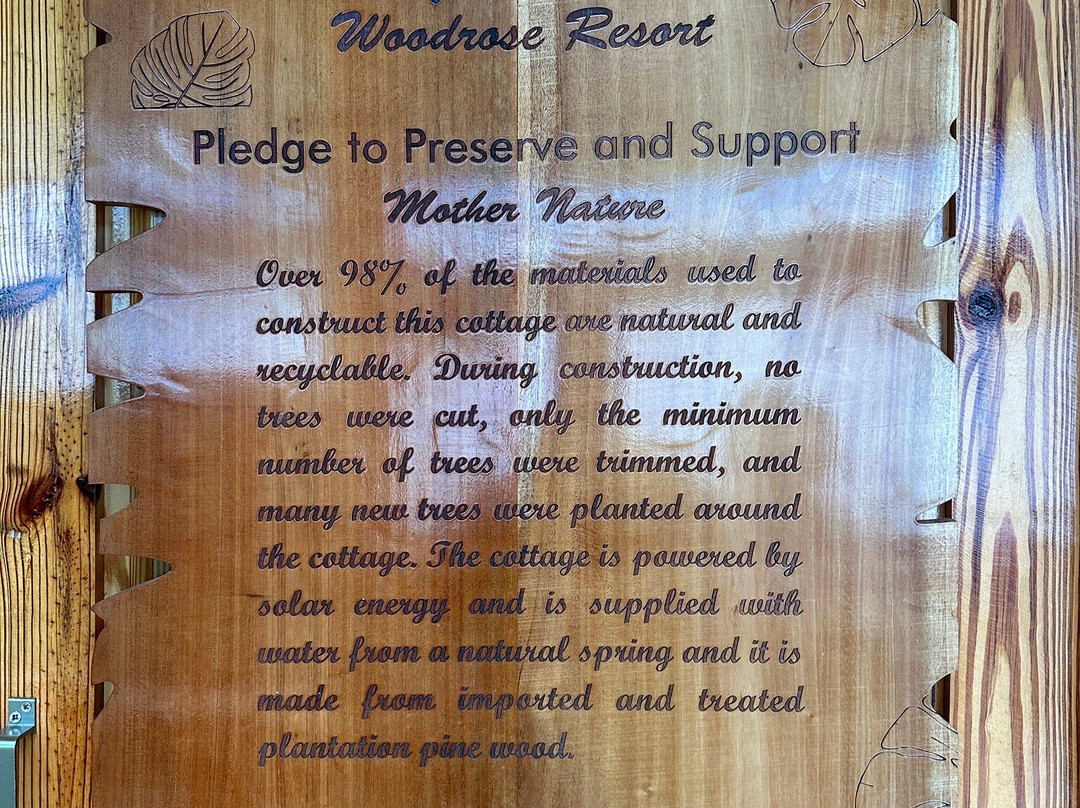 Woodrose Resort
Pledge to Preserve and Support
Mother Nature
Over 98% of the materials used to
construct this cottage are natural and
recyclable. During construction, no
trees were cut, only the minimum
number of trees were trimmed, and
many new trees were planted around
the cottage. The cottage is powered by
solar energy and is supplied with
water from a natural spring and it is
made from imported and treated
plantation pine wood.